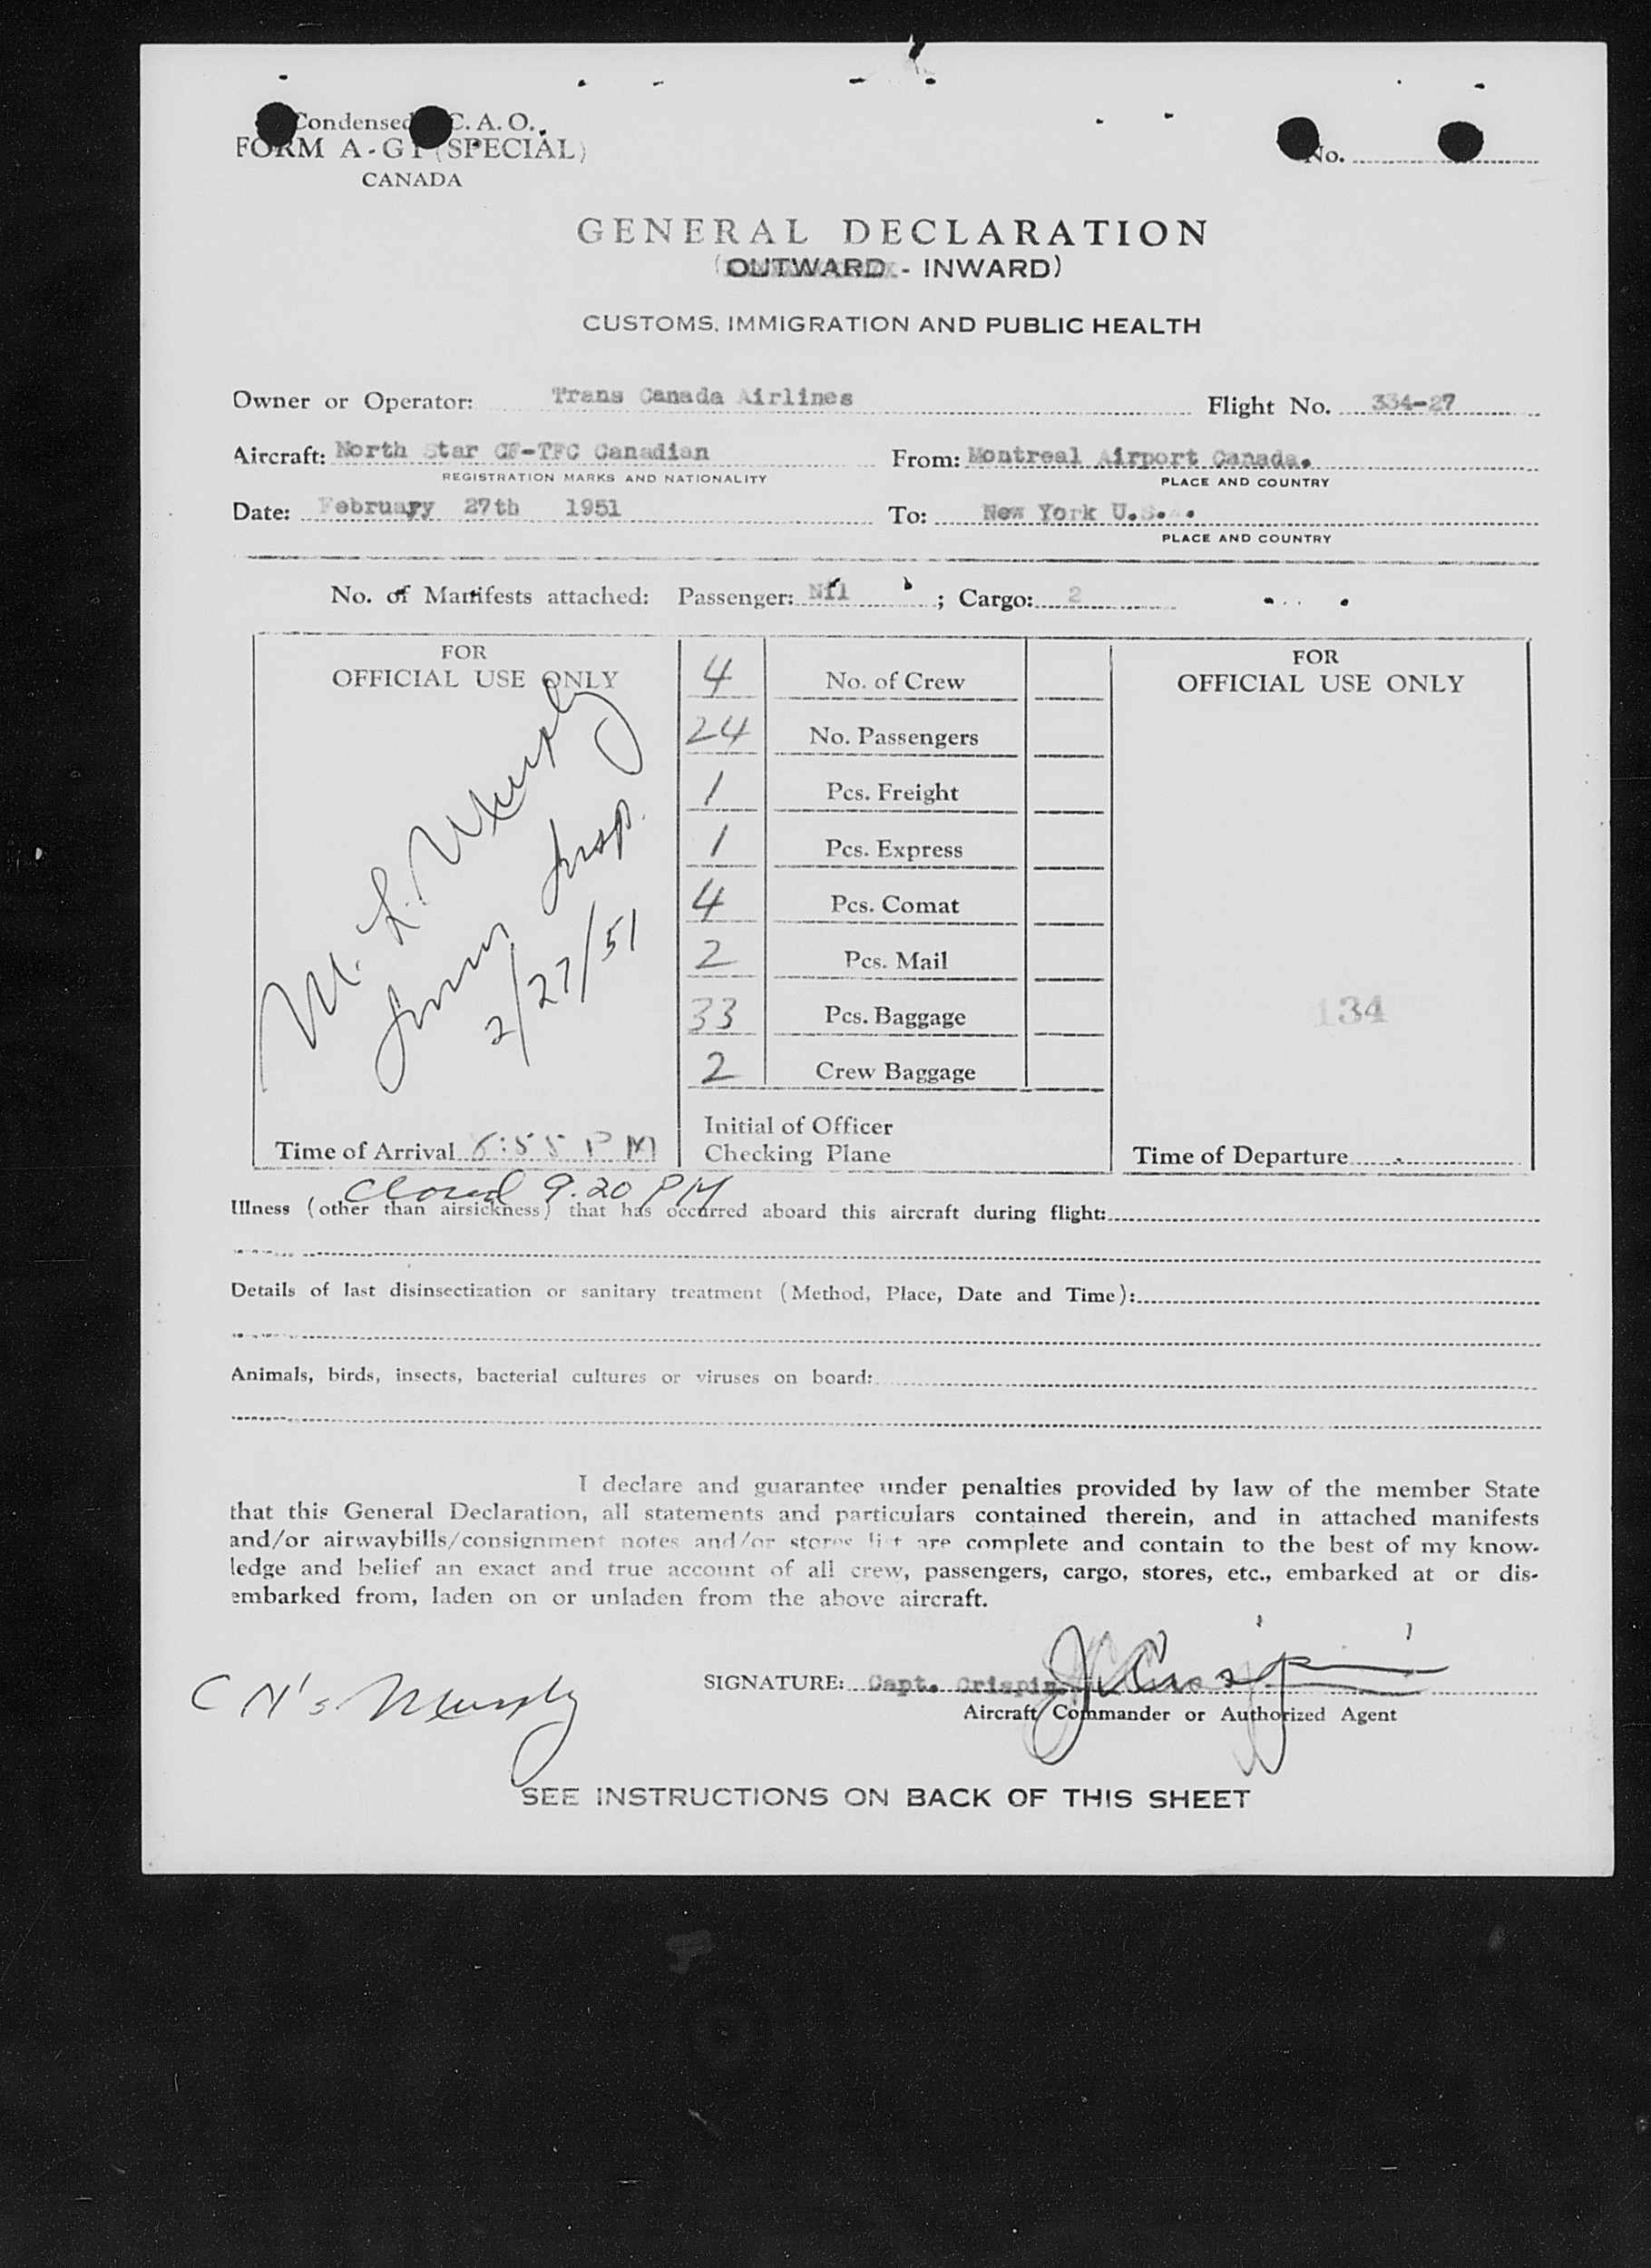 Condensed C.A.O.
FORM A-G1 (SPECIAL)
CANADA
No.
GENERAL DECLARATION
(OUTWARD - INWARD)
CUSTOMS, IMMIGRATION AND PUBLIC HEALTH
Owner or Operator: Trans Canada Airlines Flight No. 334-27
Aircraft: North Star CF-TFC Canadian From: Montreal Airport Canada.
REGISTRATION MARKS AND NATIONALITY PLACE AND COUNTRY
Date: February 27th 1951 To: New York U.S.A.
PLACE AND COUNTRY
No. of Manifests attached: Passenger: Nil ; Cargo: 2
FOR
OFFICIAL USE ONLY
M. L. Murphy
Imm Insp.
2/27/51
Time of Arrival 8:55 PM
4 No. of Crew
24 No. Passengers
1 Pcs. Freight
1 Pcs. Express
4 Pcs. Comat
2 Pcs. Mail
33 Pcs. Baggage
2 Crew Baggage
Initial of Officer
Checking Plane
FOR
OFFICIAL USE ONLY
134
Time of Departure
Closed 9.20 PM
Illness (other than airsickness) that has occurred aboard this aircraft during flight:
Details of last disinsectization or sanitary treatment (Method, Place, Date and Time):
Animals, birds, insects, bacterial cultures or viruses on board:
I declare and guarantee under penalties provided by law of the member State
that this General Declaration, all statements and particulars contained therein, and in attached manifests
and/or airwaybills/consignment notes and/or stores list are complete and contain to the best of my know-
ledge and belief an exact and true account of all crew, passengers, cargo, stores, etc., embarked at or dis-
embarked from, laden on or unladen from the above aircraft.
SIGNATURE: Capt. Crispin
Aircraft Commander or Authorized Agent
Murphy
SEE INSTRUCTIONS ON BACK OF THIS SHEET